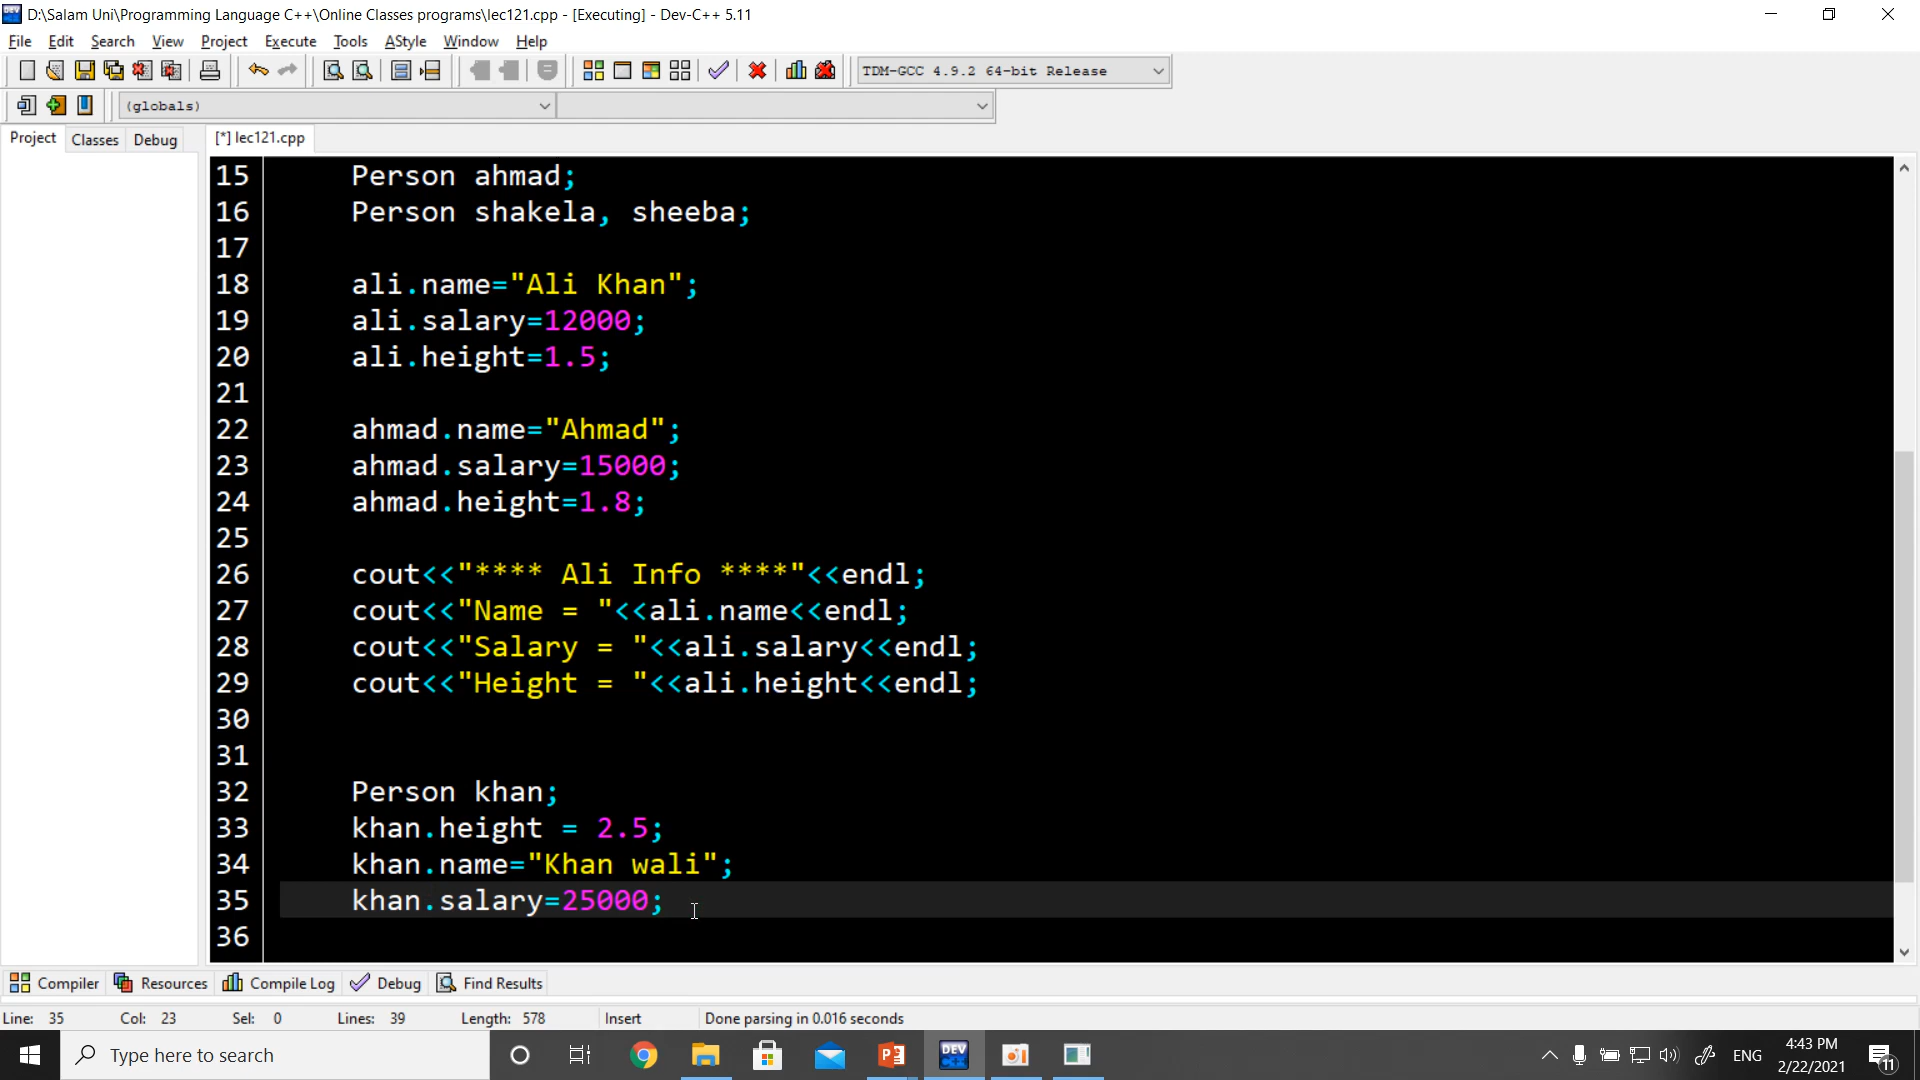 D:\Salam Uni\Programming Language C++\Online Classes programs\lec121.cpp - [Executing] - Dev-C++ 5.11
File Edit Search View Project Execute Tools AStyle Window Help
TDM-GCC 4.9.2 64-bit Release
(globals)
Project Classes Debug [*] lec121.cpp
15 Person ahmad;
16 Person shakela, sheeba;
17
18 ali.name="Ali Khan";
19 ali.salary=12000;
20 ali.height=1.5;
21
22 ahmad.name="Ahmad";
23 ahmad.salary=15000;
24 ahmad.height=1.8;
25
26 cout<<"**** Ali Info ****"<<endl;
27 cout<<"Name = "<<ali.name<<endl;
28 cout<<"Salary = "<<ali.salary<<endl;
29 cout<<"Height = "<<ali.height<<endl;
30
31
32 Person khan;
33 khan.height = 2.5;
34 khan.name="Khan wali";
35 khan.salary=25000;
36
Compiler Resources Compile Log Debug Find Results
Line: 35 Col: 23 Sel: 0 Lines: 39 Length: 578 Insert Done parsing in 0.016 seconds
Type here to search
DEV
ENG
4:43 PM
2/22/2021
11